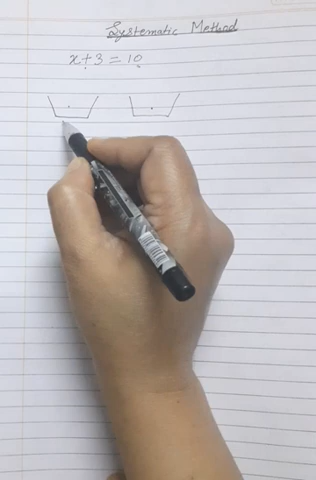 Systematic Method
x + 3 = 10